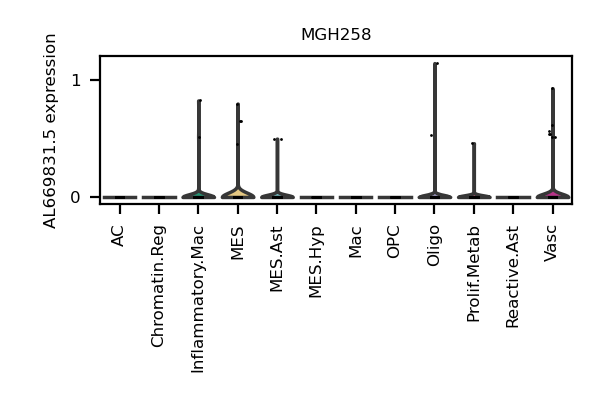 MGH258
AL669831.5 expression
1
0
AC
Chromatin.Reg
Inflammatory.Mac
MES
MES.Ast
MES.Hyp
Mac
OPC
Oligo
Prolif.Metab
Reactive.Ast
Vasc